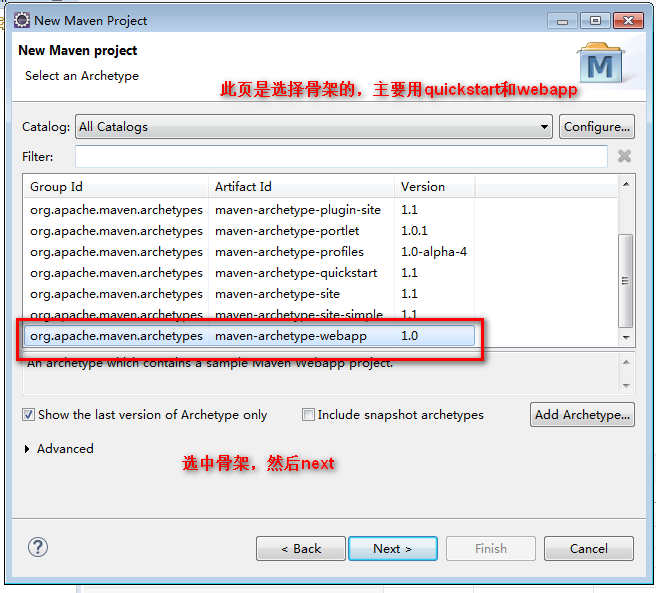 New Maven Project
New Maven project
Select an Archetype
M
此页是选择骨架的，主要用quickstart和webapp
Catalog: All Catalogs Configure...
Filter:
Group Id Artifact Id Version
org.apache.maven.archetypes maven-archetype-plugin-site 1.1
org.apache.maven.archetypes maven-archetype-portlet 1.0.1
org.apache.maven.archetypes maven-archetype-profiles 1.0-alpha-4
org.apache.maven.archetypes maven-archetype-quickstart 1.1
org.apache.maven.archetypes maven-archetype-site 1.1
org.apache.maven.archetypes maven-archetype-site-simple 1.1
org.apache.maven.archetypes maven-archetype-webapp 1.0
An archetype which contains a sample Maven Webapp project.
Show the last version of Archetype only Include snapshot archetypes Add Archetype...
Advanced
选中骨架，然后next
? < Back Next > Finish Cancel